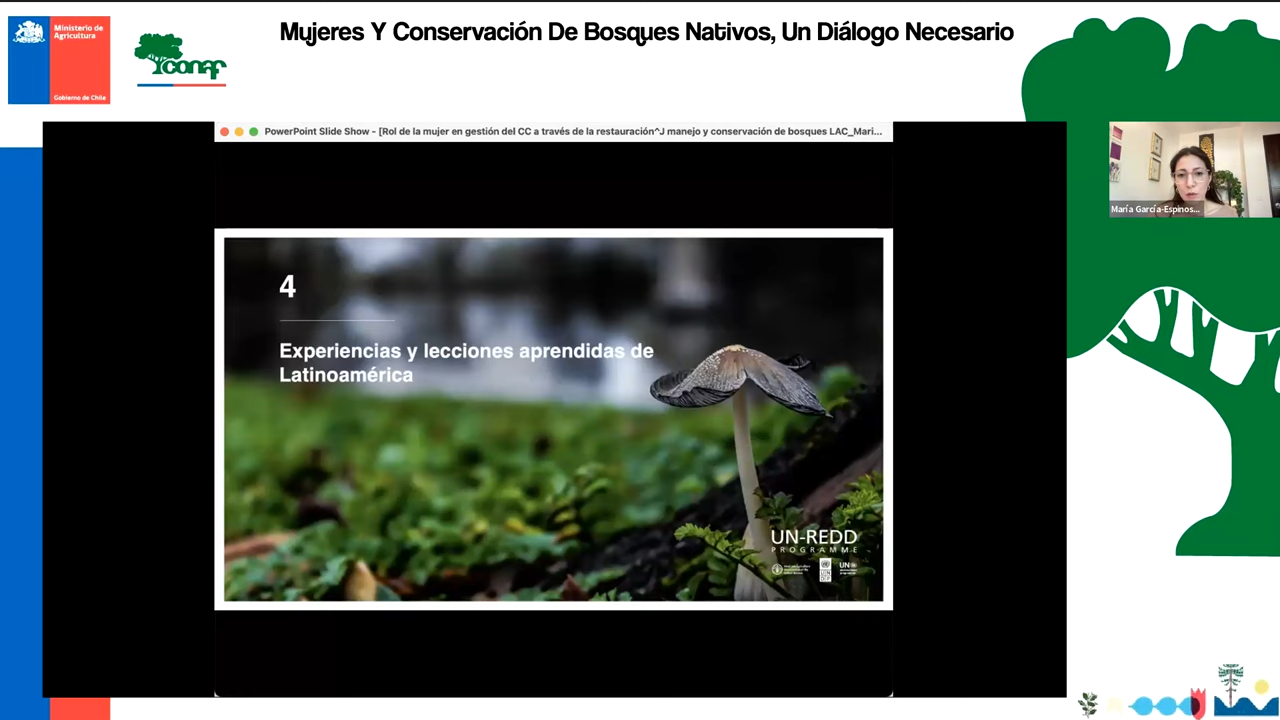 Mujeres Y Conservación De Bosques Nativos, Un Diálogo Necesario
Ministerio de
Agricultura
Gobierno de Chile
conaf
PowerPoint Slide Show - [Rol de la mujer en gestión del CC a través de la restauración^J manejo y conservación de bosques LAC_Mari...
María García-Espinos...
4
Experiencias y lecciones aprendidas de
Latinoamérica
UN-REDD
PROGRAMME